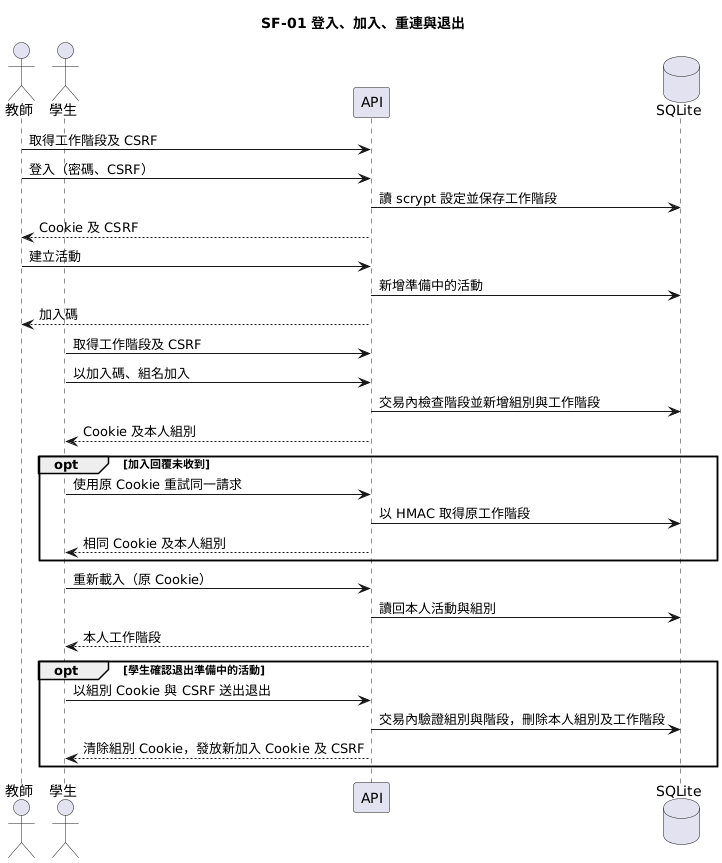 SF-01 登入、加入、重連與退出
教師
學生
API
SQLite
取得工作階段及 CSRF
登入（密碼、CSRF）
讀 scrypt 設定並保存工作階段
Cookie 及 CSRF
建立活動
新增準備中的活動
加入碼
取得工作階段及 CSRF
以加入碼、組名加入
交易內檢查階段並新增組別與工作階段
Cookie 及本人組別
opt
[加入回覆未收到]
使用原 Cookie 重試同一請求
以 HMAC 取得原工作階段
相同 Cookie 及本人組別
重新載入（原 Cookie）
讀回本人活動與組別
本人工作階段
opt
[學生確認退出準備中的活動]
以組別 Cookie 與 CSRF 送出退出
交易內驗證組別與階段，刪除本人組別及工作階段
清除組別 Cookie，發放新加入 Cookie 及 CSRF
教師
學生
API
SQLite